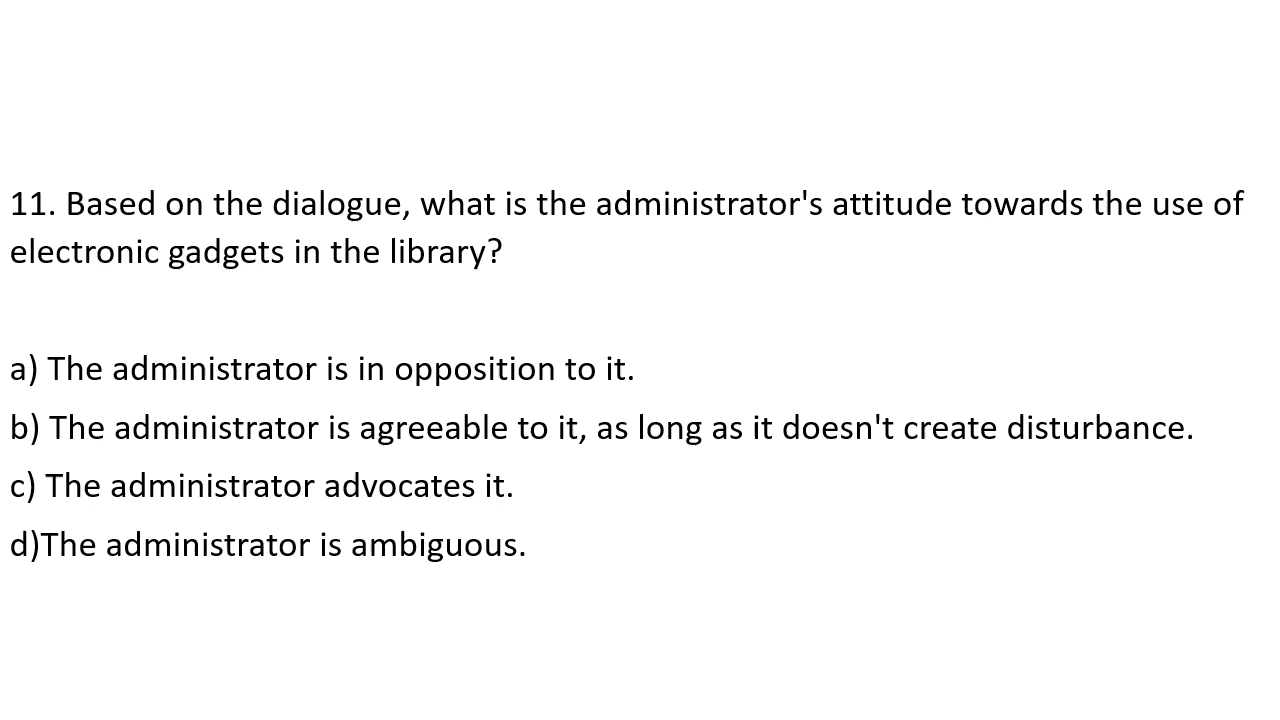 11. Based on the dialogue, what is the administrator's attitude towards the use of
electronic gadgets in the library?
a) The administrator is in opposition to it.
b) The administrator is agreeable to it, as long as it doesn't create disturbance.
c) The administrator advocates it.
d)The administrator is ambiguous.